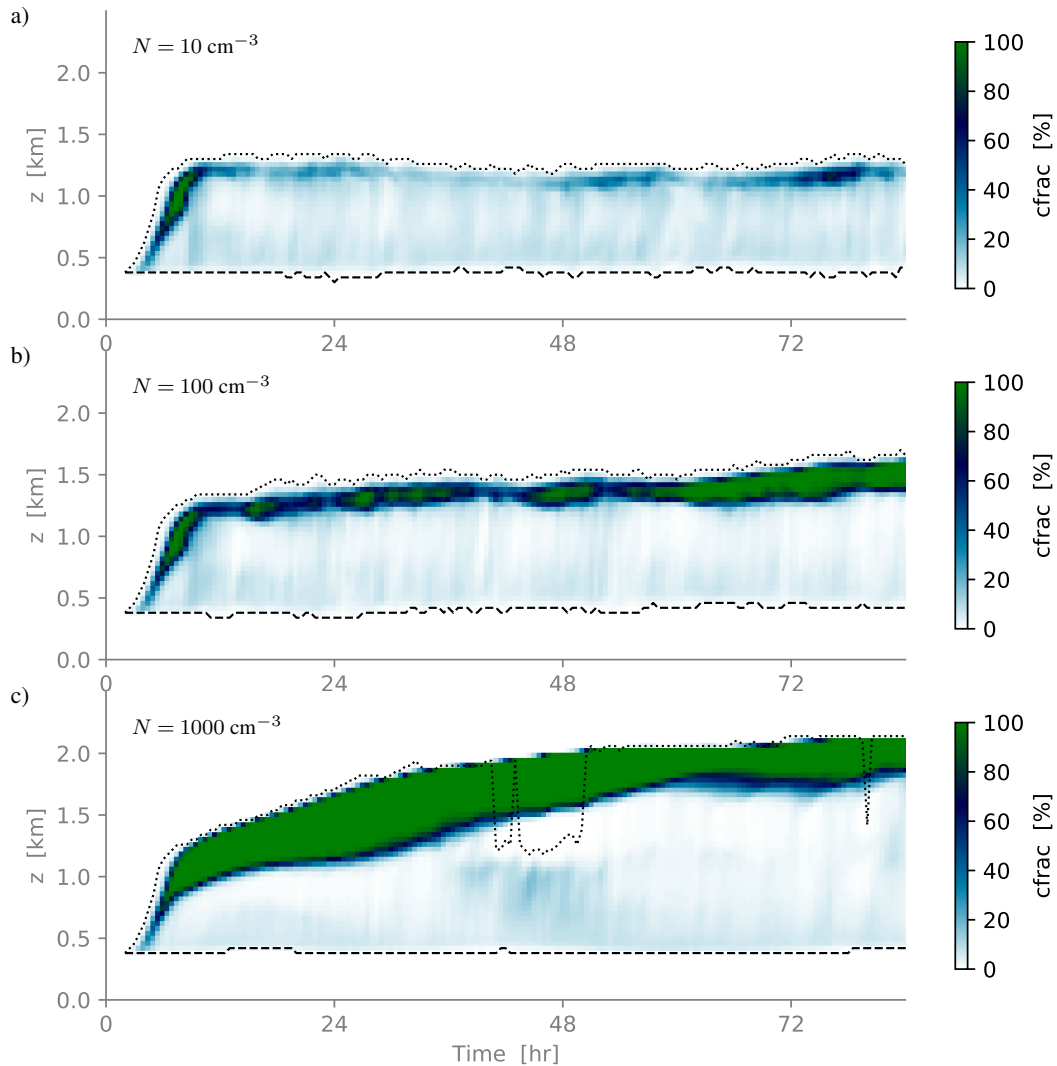 a)
N = 10 cm⁻³
z [km]
2.0
1.5
1.0
0.5
0.0
0 24 48 72
100
80
60
40
20
0
cfrac [%]
b)
N = 100 cm⁻³
z [km]
2.0
1.5
1.0
0.5
0.0
0 24 48 72
100
80
60
40
20
0
cfrac [%]
c)
N = 1000 cm⁻³
z [km]
2.0
1.5
1.0
0.5
0.0
0 24 48 72
Time [hr]
100
80
60
40
20
0
cfrac [%]